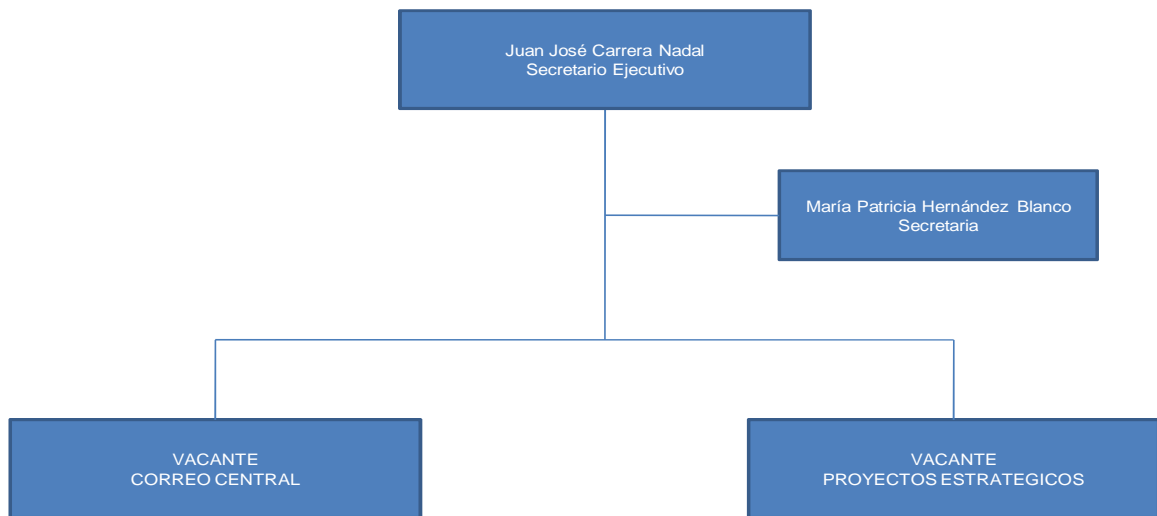 Juan José Carrera Nadal
Secretario Ejecutivo
María Patricia Hernández Blanco
Secretaria
VACANTE
CORREO CENTRAL
VACANTE
PROYECTOS ESTRATEGICOS